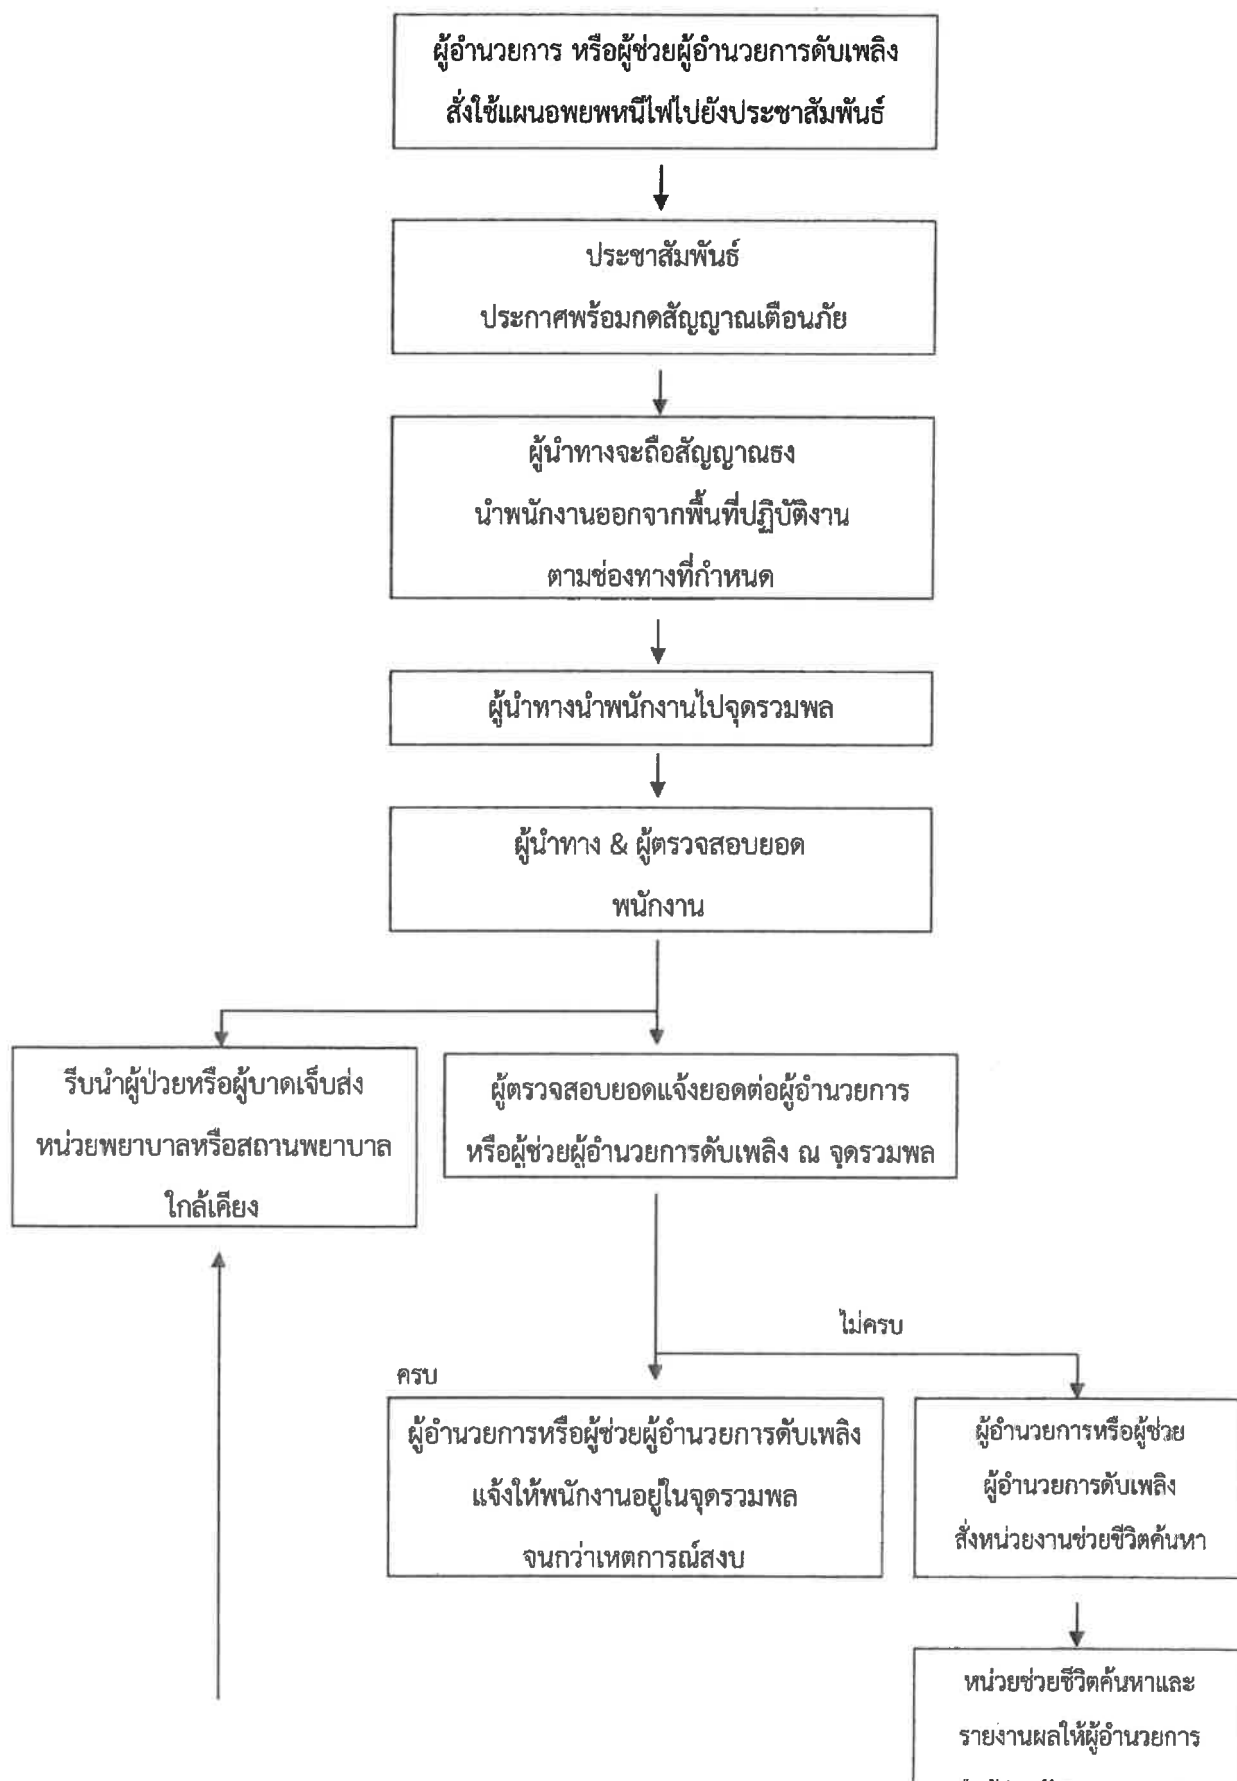 ผู้อำนวยการ หรือผู้ช่วยผู้อำนวยการดับเพลิง
สั่งใช้แผนอพยพหนีไฟไปยังประชาสัมพันธ์
ประชาสัมพันธ์
ประกาศพร้อมกดสัญญาณเตือนภัย
ผู้นำทางจะถือสัญญาณธง
นำพนักงานออกจากพื้นที่ปฏิบัติงาน
ตามช่องทางที่กำหนด
ผู้นำทางนำพนักงานไปจุดรวมพล
ผู้นำทาง & ผู้ตรวจสอบยอด
พนักงาน
รีบนำผู้ป่วยหรือผู้บาดเจ็บส่ง
หน่วยพยาบาลหรือสถานพยาบาล
ใกล้เคียง
ผู้ตรวจสอบยอดแจ้งยอดต่อผู้อำนวยการ
หรือผู้ช่วยผู้อำนวยการดับเพลิง ณ จุดรวมพล
ไม่ครบ
ครบ
ผู้อำนวยการหรือผู้ช่วยผู้อำนวยการดับเพลิง
แจ้งให้พนักงานอยู่ในจุดรวมพล
จนกว่าเหตุการณ์สงบ
ผู้อำนวยการหรือผู้ช่วย
ผู้อำนวยการดับเพลิง
สั่งหน่วยงานช่วยชีวิตค้นหา
หน่วยช่วยชีวิตค้นหาและ
รายงานผลให้ผู้อำนวยการ